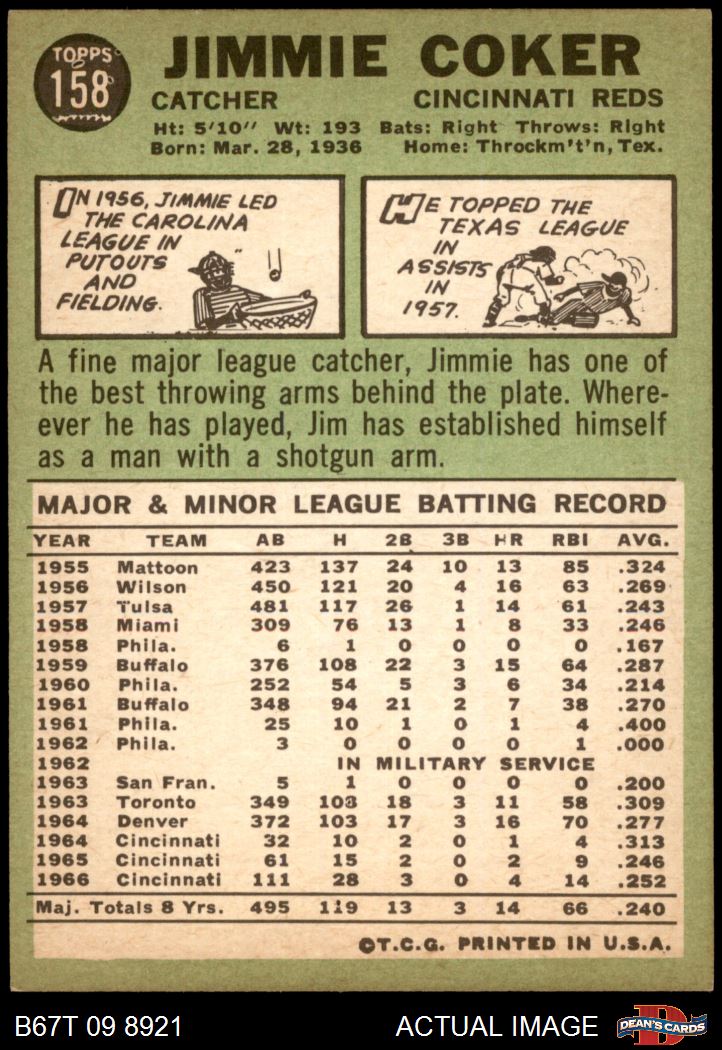 TOPPS
158
JIMMIE COKER
CATCHER CINCINNATI REDS
Ht: 5'10" Wt: 193 Bats: Right Throws: Right
Born: Mar. 28, 1936 Home: Throckm't'n, Tex.
IN 1956, JIMMIE LED
THE CAROLINA
LEAGUE IN
PUTOUTS
AND
FIELDING.
HE TOPPED THE
TEXAS LEAGUE
IN
ASSISTS
IN
1957.
A fine major league catcher, Jimmie has one of
the best throwing arms behind the plate. Where-
ever he has played, Jim has established himself
as a man with a shotgun arm.
MAJOR & MINOR LEAGUE BATTING RECORD
YEAR TEAM AB H 2B 3B HR RBI AVG.
1955 Mattoon 423 137 24 10 13 85 .324
1956 Wilson 450 121 20 4 16 63 .269
1957 Tulsa 481 117 26 1 14 61 .243
1958 Miami 309 76 13 1 8 33 .246
1958 Phila. 6 1 0 0 0 0 .167
1959 Buffalo 376 108 22 3 15 64 .287
1960 Phila. 252 54 5 3 6 34 .214
1961 Buffalo 348 94 21 2 7 38 .270
1961 Phila. 25 10 1 0 1 4 .400
1962 Phila. 3 0 0 0 0 1 .000
1962 IN MILITARY SERVICE
1963 San Fran. 5 1 0 0 0 0 .200
1963 Toronto 349 108 18 3 11 58 .309
1964 Denver 372 103 17 3 16 70 .277
1964 Cincinnati 32 10 2 0 1 4 .313
1965 Cincinnati 61 15 2 0 2 9 .246
1966 Cincinnati 111 28 3 0 4 14 .252
Maj. Totals 8 Yrs. 495 119 13 3 14 66 .240
©T.C.G. PRINTED IN U.S.A.
B67T 09 8921 ACTUAL IMAGE
D
DEAN'S CARDS